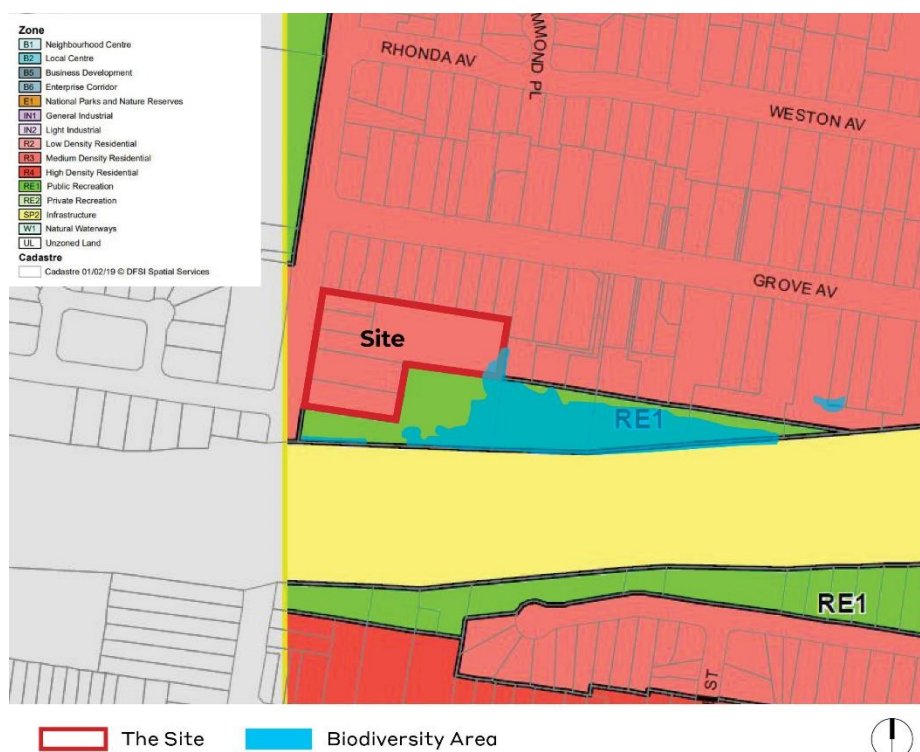 Zone
B1 Neighbourhood Centre
B2 Local Centre
B5 Business Development
B6 Enterprise Corridor
E1 National Parks and Nature Reserves
IN1 General Industrial
IN2 Light Industrial
R2 Low Density Residential
R3 Medium Density Residential
R4 High Density Residential
RE1 Public Recreation
RE2 Private Recreation
SP2 Infrastructure
W1 Natural Waterways
UL Unzoned Land
Cadastre
Cadastre 01/02/19 © DFSI Spatial Services
RHONDA AV
MMOND PL
WESTON AV
GROVE AV
Site
RE1
RE1
ST
The Site
Biodiversity Area